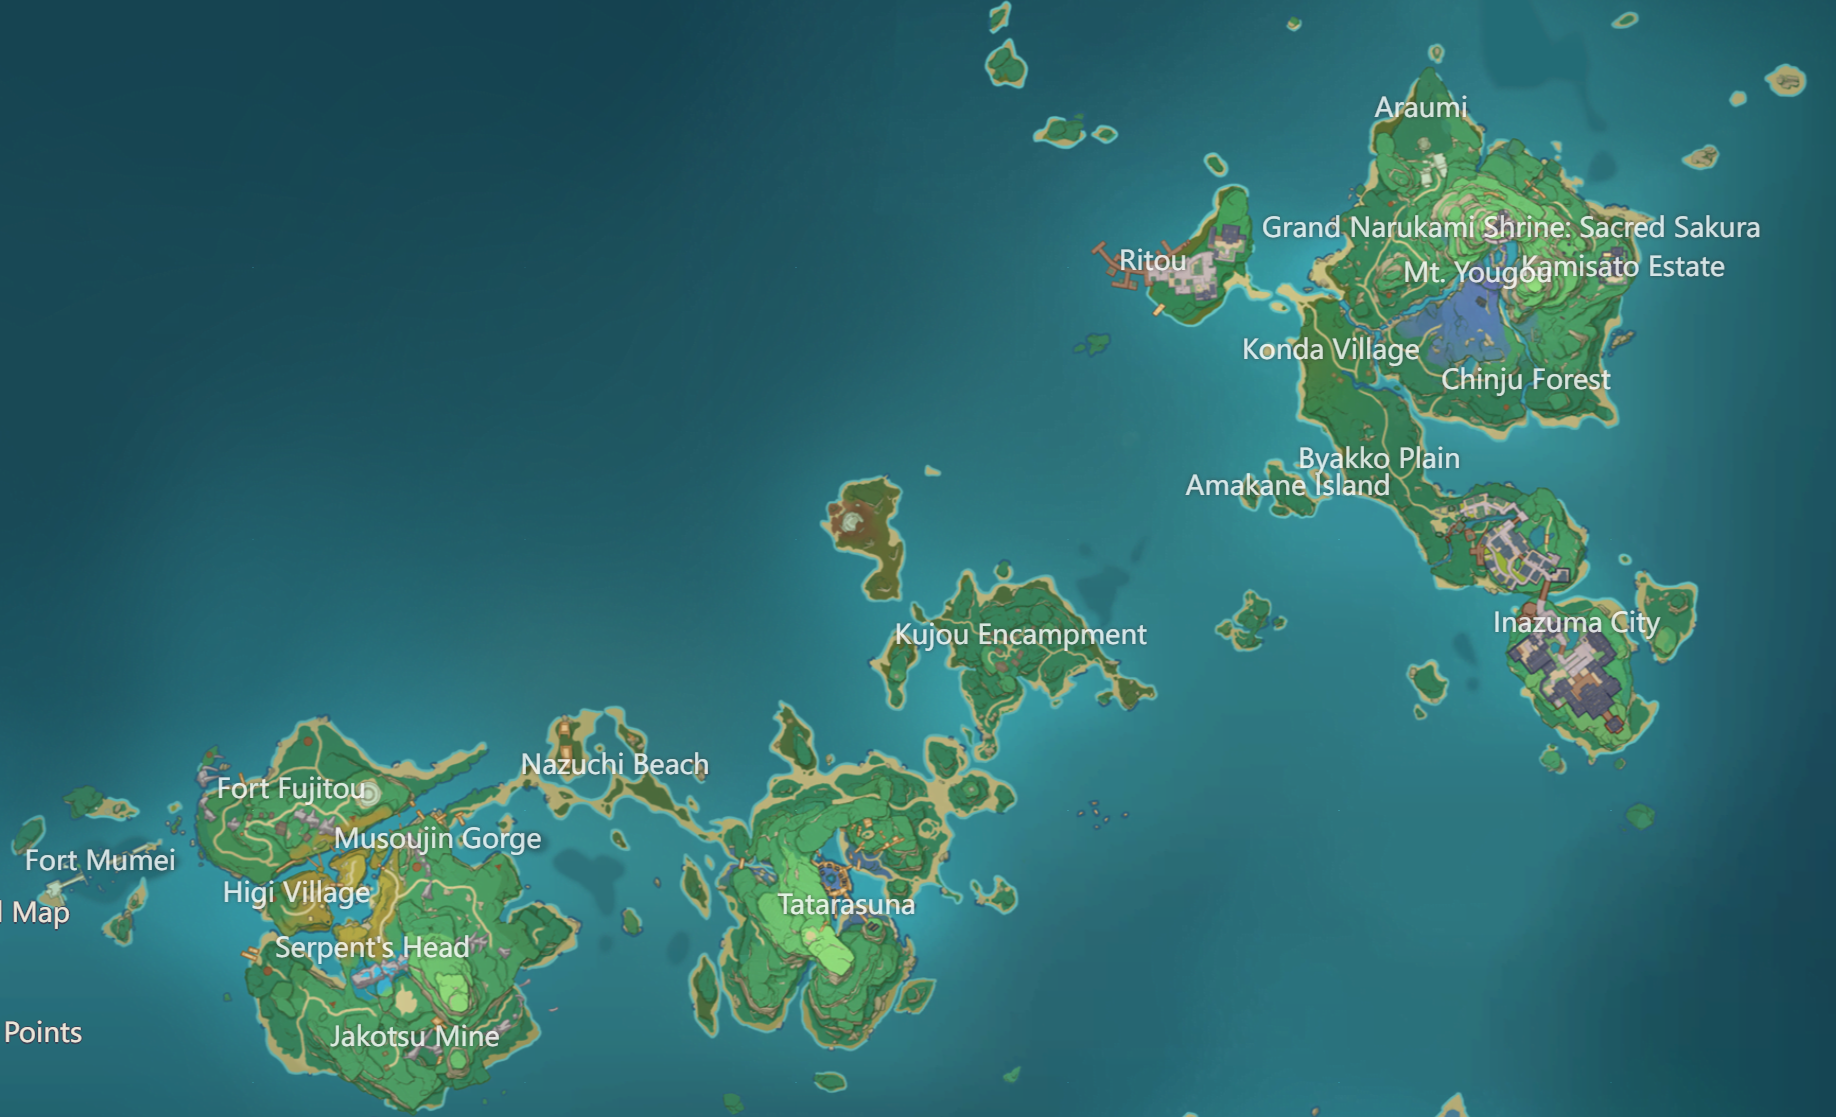 Araumi
Grand Narukami Shrine: Sacred Sakura
Ritou
Mt. Yougou
Kamisato Estate
Konda Village
Chinju Forest
Byakko Plain
Amakane Island
Inazuma City
Kujou Encampment
Nazuchi Beach
Fort Fujitou
Musoujin Gorge
Fort Mumei
Higi Village
Tatarasuna
Map
Serpent's Head
Points
Jakotsu Mine